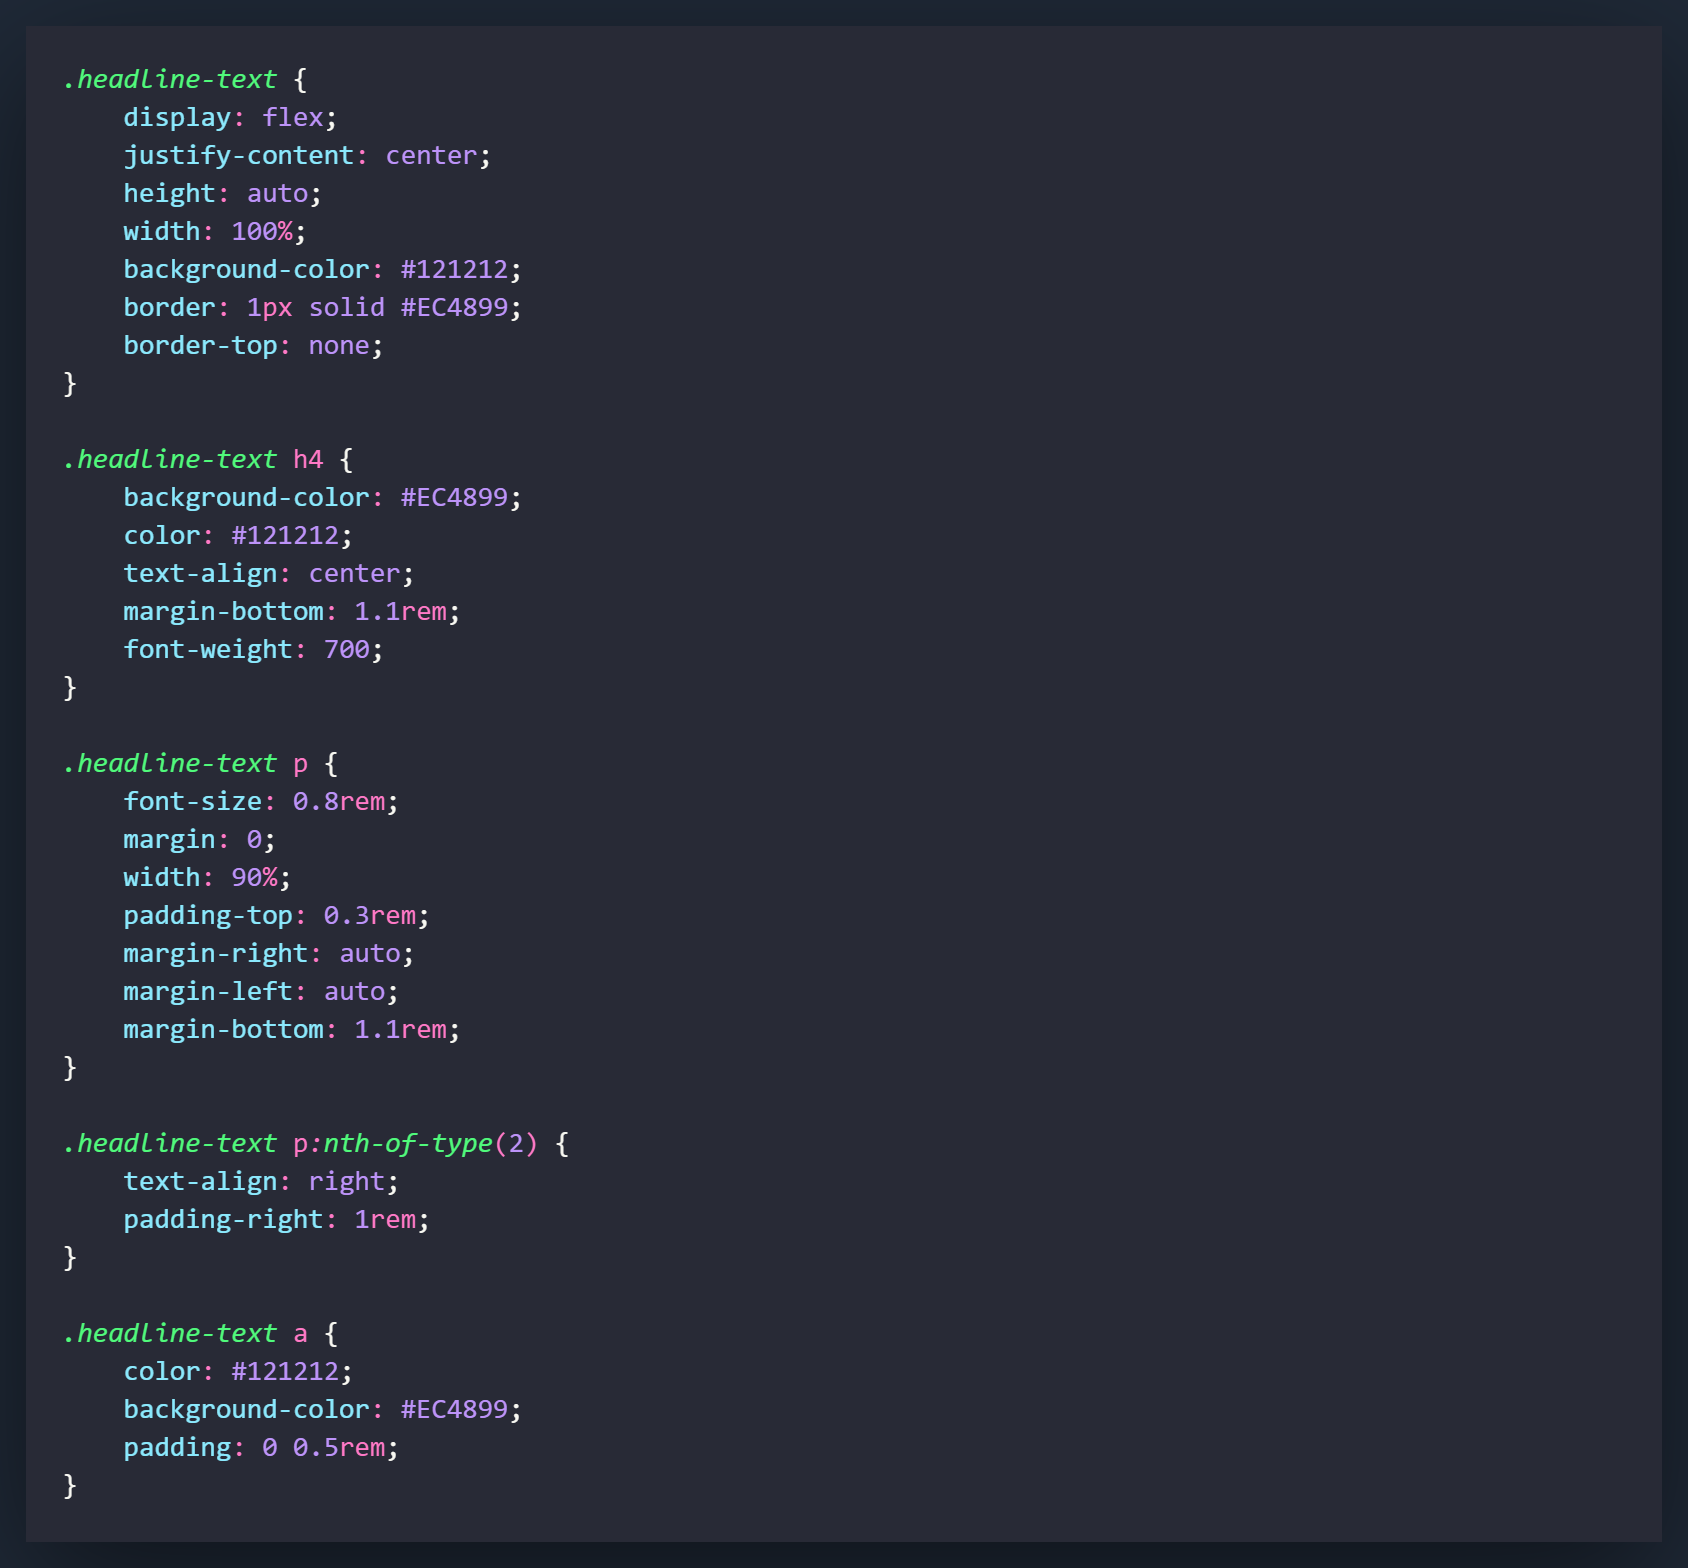 .headline-text {
    display: flex;
    justify-content: center;
    height: auto;
    width: 100%;
    background-color: #121212;
    border: 1px solid #EC4899;
    border-top: none;
}

.headline-text h4 {
    background-color: #EC4899;
    color: #121212;
    text-align: center;
    margin-bottom: 1.1rem;
    font-weight: 700;
}

.headline-text p {
    font-size: 0.8rem;
    margin: 0;
    width: 90%;
    padding-top: 0.3rem;
    margin-right: auto;
    margin-left: auto;
    margin-bottom: 1.1rem;
}

.headline-text p:nth-of-type(2) {
    text-align: right;
    padding-right: 1rem;
}

.headline-text a {
    color: #121212;
    background-color: #EC4899;
    padding: 0 0.5rem;
}